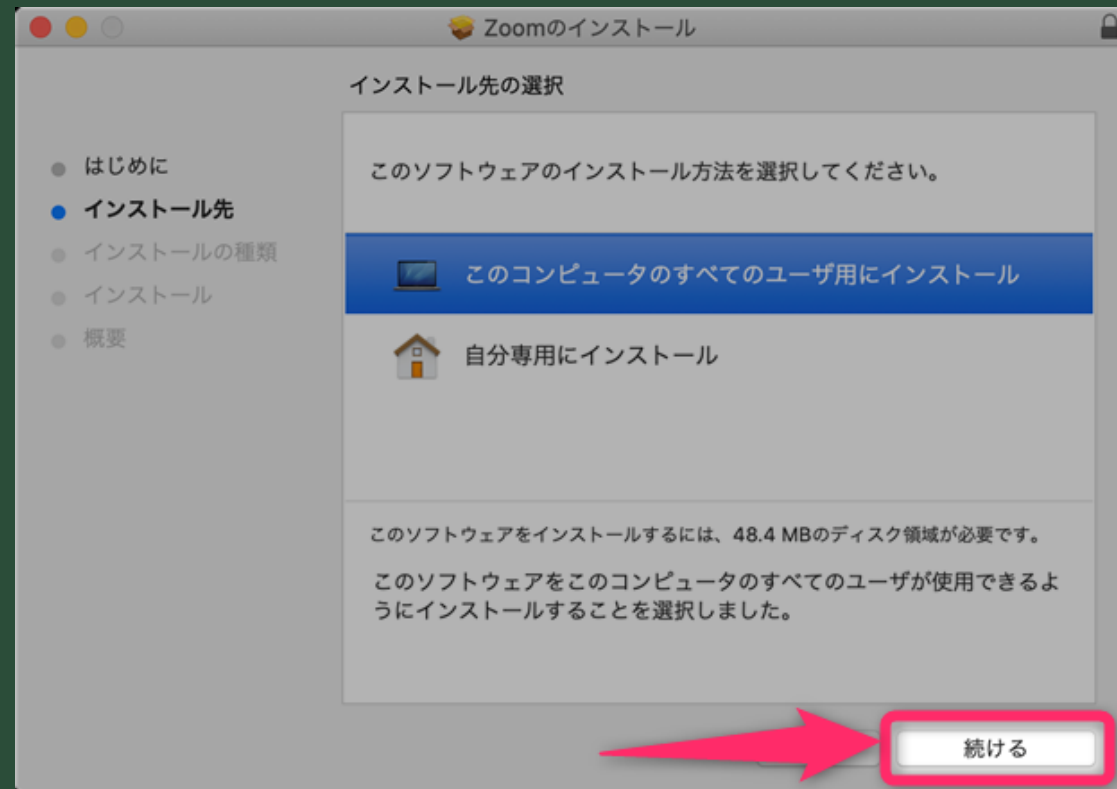 Zoomのインストール
インストール先の選択
はじめに
インストール先
インストールの種類
インストール
概要
このソフトウェアのインストール方法を選択してください。
このコンピュータのすべてのユーザ用にインストール
自分専用にインストール
このソフトウェアをインストールするには、48.4 MBのディスク領域が必要です。
このソフトウェアをこのコンピュータのすべてのユーザが使用できるよ
うにインストールすることを選択しました。
続ける